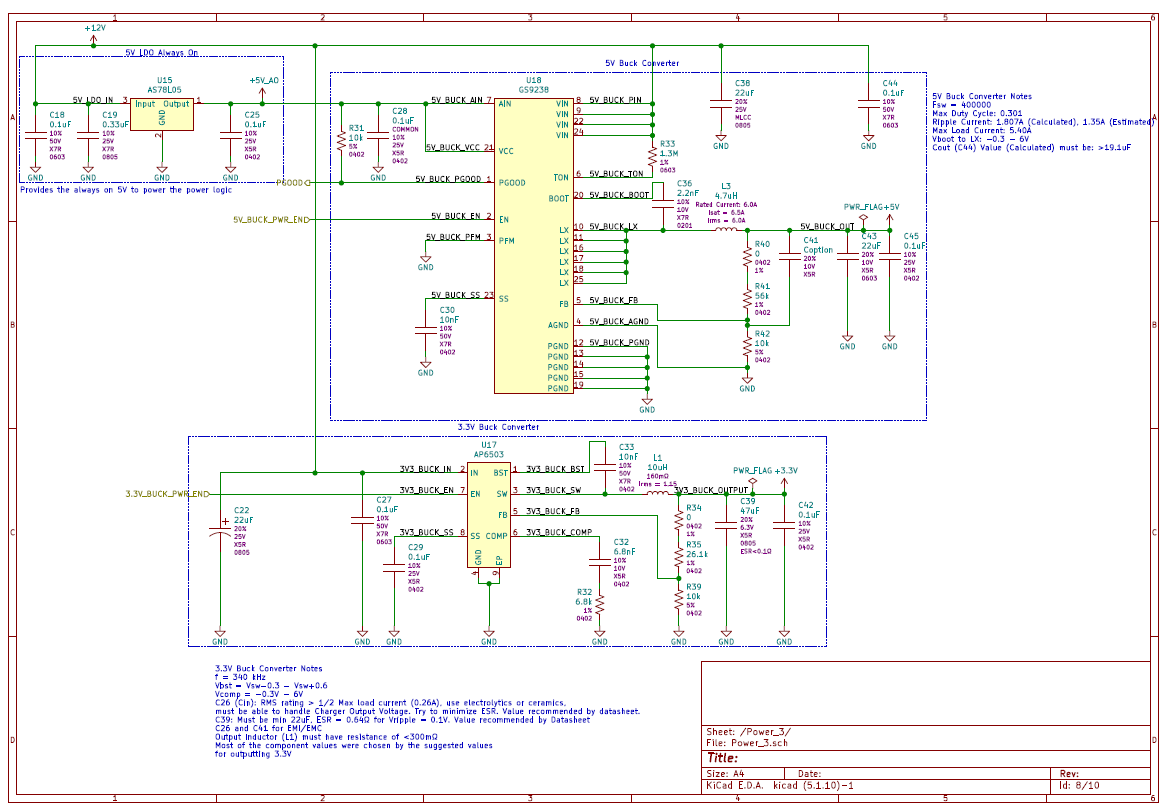 1 2 3 4 5 6
A
B
C
D
+12V
5V LDO Always On
U15
AS78L05
+5V_AO
5V_LDO_IN 3 Input Output 1
GND
2
C18
0.1uF
10%
50V
X7R
0603
C19
0.33uF
10%
50V
X7R
0805
C25
0.1uF
10%
25V
X5R
0402
GND
GND
GND
GND
Provides the always on 5V to power the power logic
5V Buck Converter
U18
GS9238
5V_BUCK_AIN 7 AIN
5V_BUCK_VCC 21 VCC
5V_BUCK_PGOOD 1 PGOOD
5V_BUCK_EN 2 EN
5V_BUCK_PFM 3 PFM
5V_BUCK_SS 23 SS
VIN 8 5V_BUCK_PIN
VIN 9
VIN 22
VIN 24
TON 6 5V_BUCK_TON
BOOT 20 5V_BUCK_BOOT
LX 10 5V_BUCK_LX
LX 11
LX 16
LX 17
LX 18
LX 25
FB 5 5V_BUCK_FB
AGND 4 5V_BUCK_AGND
PGND 12 5V_BUCK_PGND
PGND 13
PGND 14
PGND 15
PGND 19
PGOOD
5V_BUCK_PWR_EN
R31
10k
5%
0402
C28
0.1uF
COMMON
10%
25V
X5R
0402
GND
GND
C30
10nF
10%
50V
X7R
0402
GND
C38
22uF
20%
25V
MLCC
0805
GND
C44
0.1uF
10%
50V
X7R
0603
GND
R33
1.3M
1%
0603
C36
2.2nF
10%
10V
X7R
0201
L3
4.7uH
Rated Current: 6.0A
Isat = 6.5A
Irms = 6.0A
5V_BUCK_OUT
PWR_FLAG
+5V
R40
0
0402
1%
C41
Coption
20%
10V
X5R
C43
22uF
20%
10V
X5R
0603
C45
0.1uF
10%
25V
X5R
0402
R41
56k
1%
0402
R42
10k
5%
0402
GND
GND
GND
GND
5V Buck Converter Notes
Fsw = 400000
Max Duty Cycle: 0.301
Ripple Current: 1.807A (Calculated), 1.35A (Estimated)
Max Load Current: 5.40A
Vboot to LX: -0.3 - 6V
Cout (C44) Value (Calculated) must be: >19.1uF
3.3V Buck Converter
U17
AP6503
3V3_BUCK_IN 2 IN
3V3_BUCK_EN 7 EN
3V3_BUCK_SS 8 SS
BST 1 3V3_BUCK_BST
SW 3 3V3_BUCK_SW
FB 5 3V3_BUCK_FB
COMP 6 3V3_BUCK_COMP
GND
4
EP
9
3.3V_BUCK_PWR_EN
C22
22uF
20%
25V
X5R
0805
C27
0.1uF
10%
50V
X7R
0603
C29
0.1uF
10%
25V
X5R
0402
C33
10nF
10%
50V
X7R
0402
L1
10uH
160mΩ
Irms = 1.15
3V3_BUCK_OUTPUT
PWR_FLAG
+3.3V
C32
6.8nF
10%
10V
X5R
0402
R32
6.8k
1%
0402
R34
0
0402
1%
R35
26.1k
1%
0402
R39
10k
5%
0402
C39
47uF
20%
6.3V
X5R
0805
ESR<0.1Ω
C42
0.1uF
10%
25V
X5R
0402
GND GND GND GND GND GND GND GND
3.3V Buck Converter Notes
f = 340 kHz
Vbst = Vsw-0.3 - Vsw+0.6
Vcomp = -0.3V - 6V
C26 (Cin): RMS rating > 1/2 Max load current (0.26A), use electrolytics or ceramics,
must be able to handle Charger Output Voltage. Try to minimize ESR. Value recommended by datasheet.
C39: Must be min 22uF, ESR = 0.64Ω for Vripple = 0.1V. Value recommended by Datasheet
C26 and C41 for EMI/EMC
Output Inductor (L1) must have resistance of <300mΩ
Most of the component values were chosen by the suggested values
for outputting 3.3V
Sheet: /Power_3/
File: Power_3.sch
Title:
Size: A4 Date: Rev:
KiCad E.D.A. kicad (5.1.10)-1 Id: 8/10
1 2 3 4 5 6